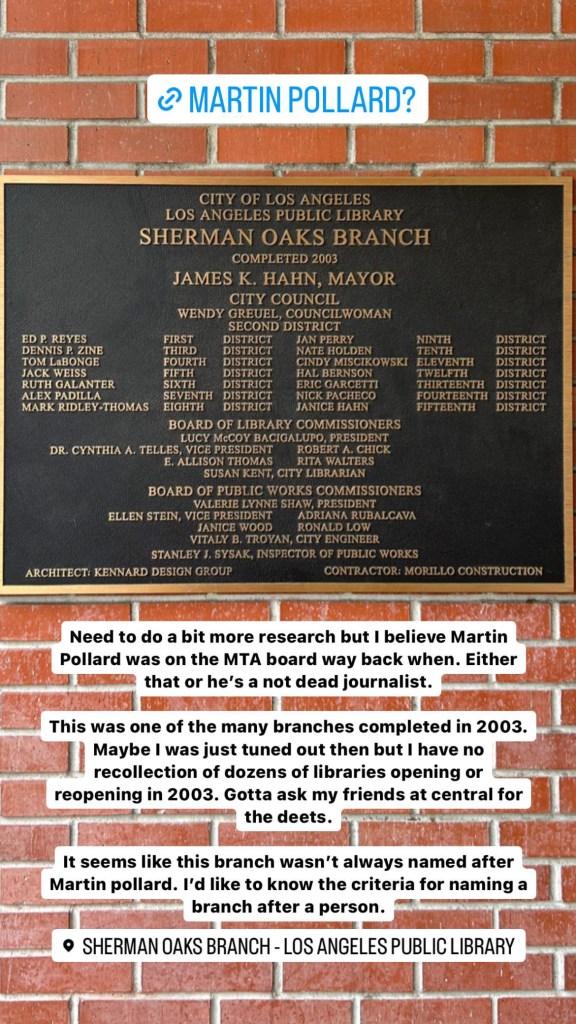 MARTIN POLLARD?
CITY OF LOS ANGELES
LOS ANGELES PUBLIC LIBRARY
SHERMAN OAKS BRANCH
COMPLETED 2003
JAMES K. HAHN, MAYOR
CITY COUNCIL
WENDY GREUEL, COUNCILWOMAN
SECOND DISTRICT
ED P. REYES FIRST DISTRICT JAN PERRY NINTH DISTRICT
DENNIS P. ZINE THIRD DISTRICT NATE HOLDEN TENTH DISTRICT
TOM LaBONGE FOURTH DISTRICT CINDY MISCIKOWSKI ELEVENTH DISTRICT
JACK WEISS FIFTH DISTRICT HAL BERNSON TWELFTH DISTRICT
RUTH GALANTER SIXTH DISTRICT ERIC GARCETTI THIRTEENTH DISTRICT
ALEX PADILLA SEVENTH DISTRICT NICK PACHECO FOURTEENTH DISTRICT
MARK RIDLEY-THOMAS EIGHTH DISTRICT JANICE HAHN FIFTEENTH DISTRICT
BOARD OF LIBRARY COMMISSIONERS
LUCY McCOY BACIGALUPO, PRESIDENT
DR. CYNTHIA A. TELLES, VICE PRESIDENT ROBERT A. CHICK
E. ALLISON THOMAS RITA WALTERS
SUSAN KENT, CITY LIBRARIAN
BOARD OF PUBLIC WORKS COMMISSIONERS
VALERIE LYNNE SHAW, PRESIDENT
ELLEN STEIN, VICE PRESIDENT ADRIANA RUBALCAVA
JANICE WOOD RONALD LOW
VITALY B. TROYAN, CITY ENGINEER
STANLEY J. SYSAK, INSPECTOR OF PUBLIC WORKS
ARCHITECT: KENNARD DESIGN GROUP CONTRACTOR: MORILLO CONSTRUCTION
Need to do a bit more research but I believe Martin
Pollard was on the MTA board way back when. Either
that or he's a not dead journalist.
This was one of the many branches completed in 2003.
Maybe I was just tuned out then but I have no
recollection of dozens of libraries opening or
reopening in 2003. Gotta ask my friends at central for
the deets.
It seems like this branch wasn't always named after
Martin pollard. I'd like to know the criteria for naming a
branch after a person.
SHERMAN OAKS BRANCH - LOS ANGELES PUBLIC LIBRARY